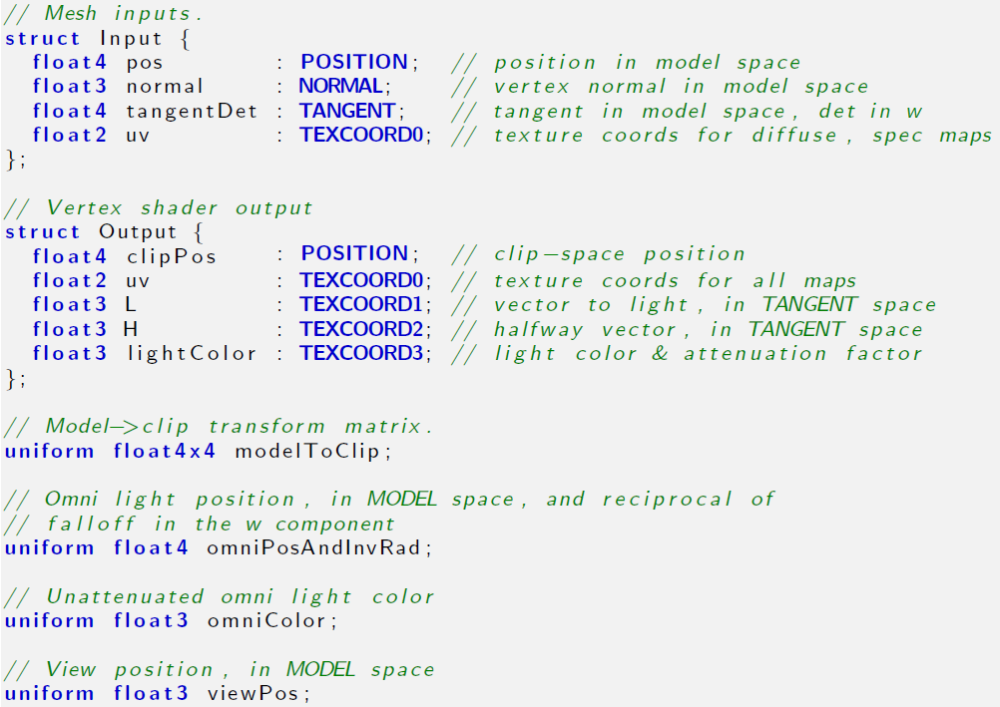 // Mesh inputs.
struct Input {
float4 pos : POSITION; // position in model space
float3 normal : NORMAL; // vertex normal in model space
float4 tangentDet : TANGENT; // tangent in model space, det in w
float2 uv : TEXCOORD0; // texture coords for diffuse, spec maps
};
// Vertex shader output
struct Output {
float4 clipPos : POSITION; // clip-space position
float2 uv : TEXCOORD0; // texture coords for all maps
float3 L : TEXCOORD1; // vector to light, in TANGENT space
float3 H : TEXCOORD2; // halfway vector, in TANGENT space
float3 lightColor : TEXCOORD3; // light color & attenuation factor
};
// Model->clip transform matrix.
uniform float4x4 modelToClip;
// Omni light position, in MODEL space, and reciprocal of
// falloff in the w component
uniform float4 omniPosAndInvRad;
// Unattenuated omni light color
uniform float3 omniColor;
// View position, in MODEL space
uniform float3 viewPos;